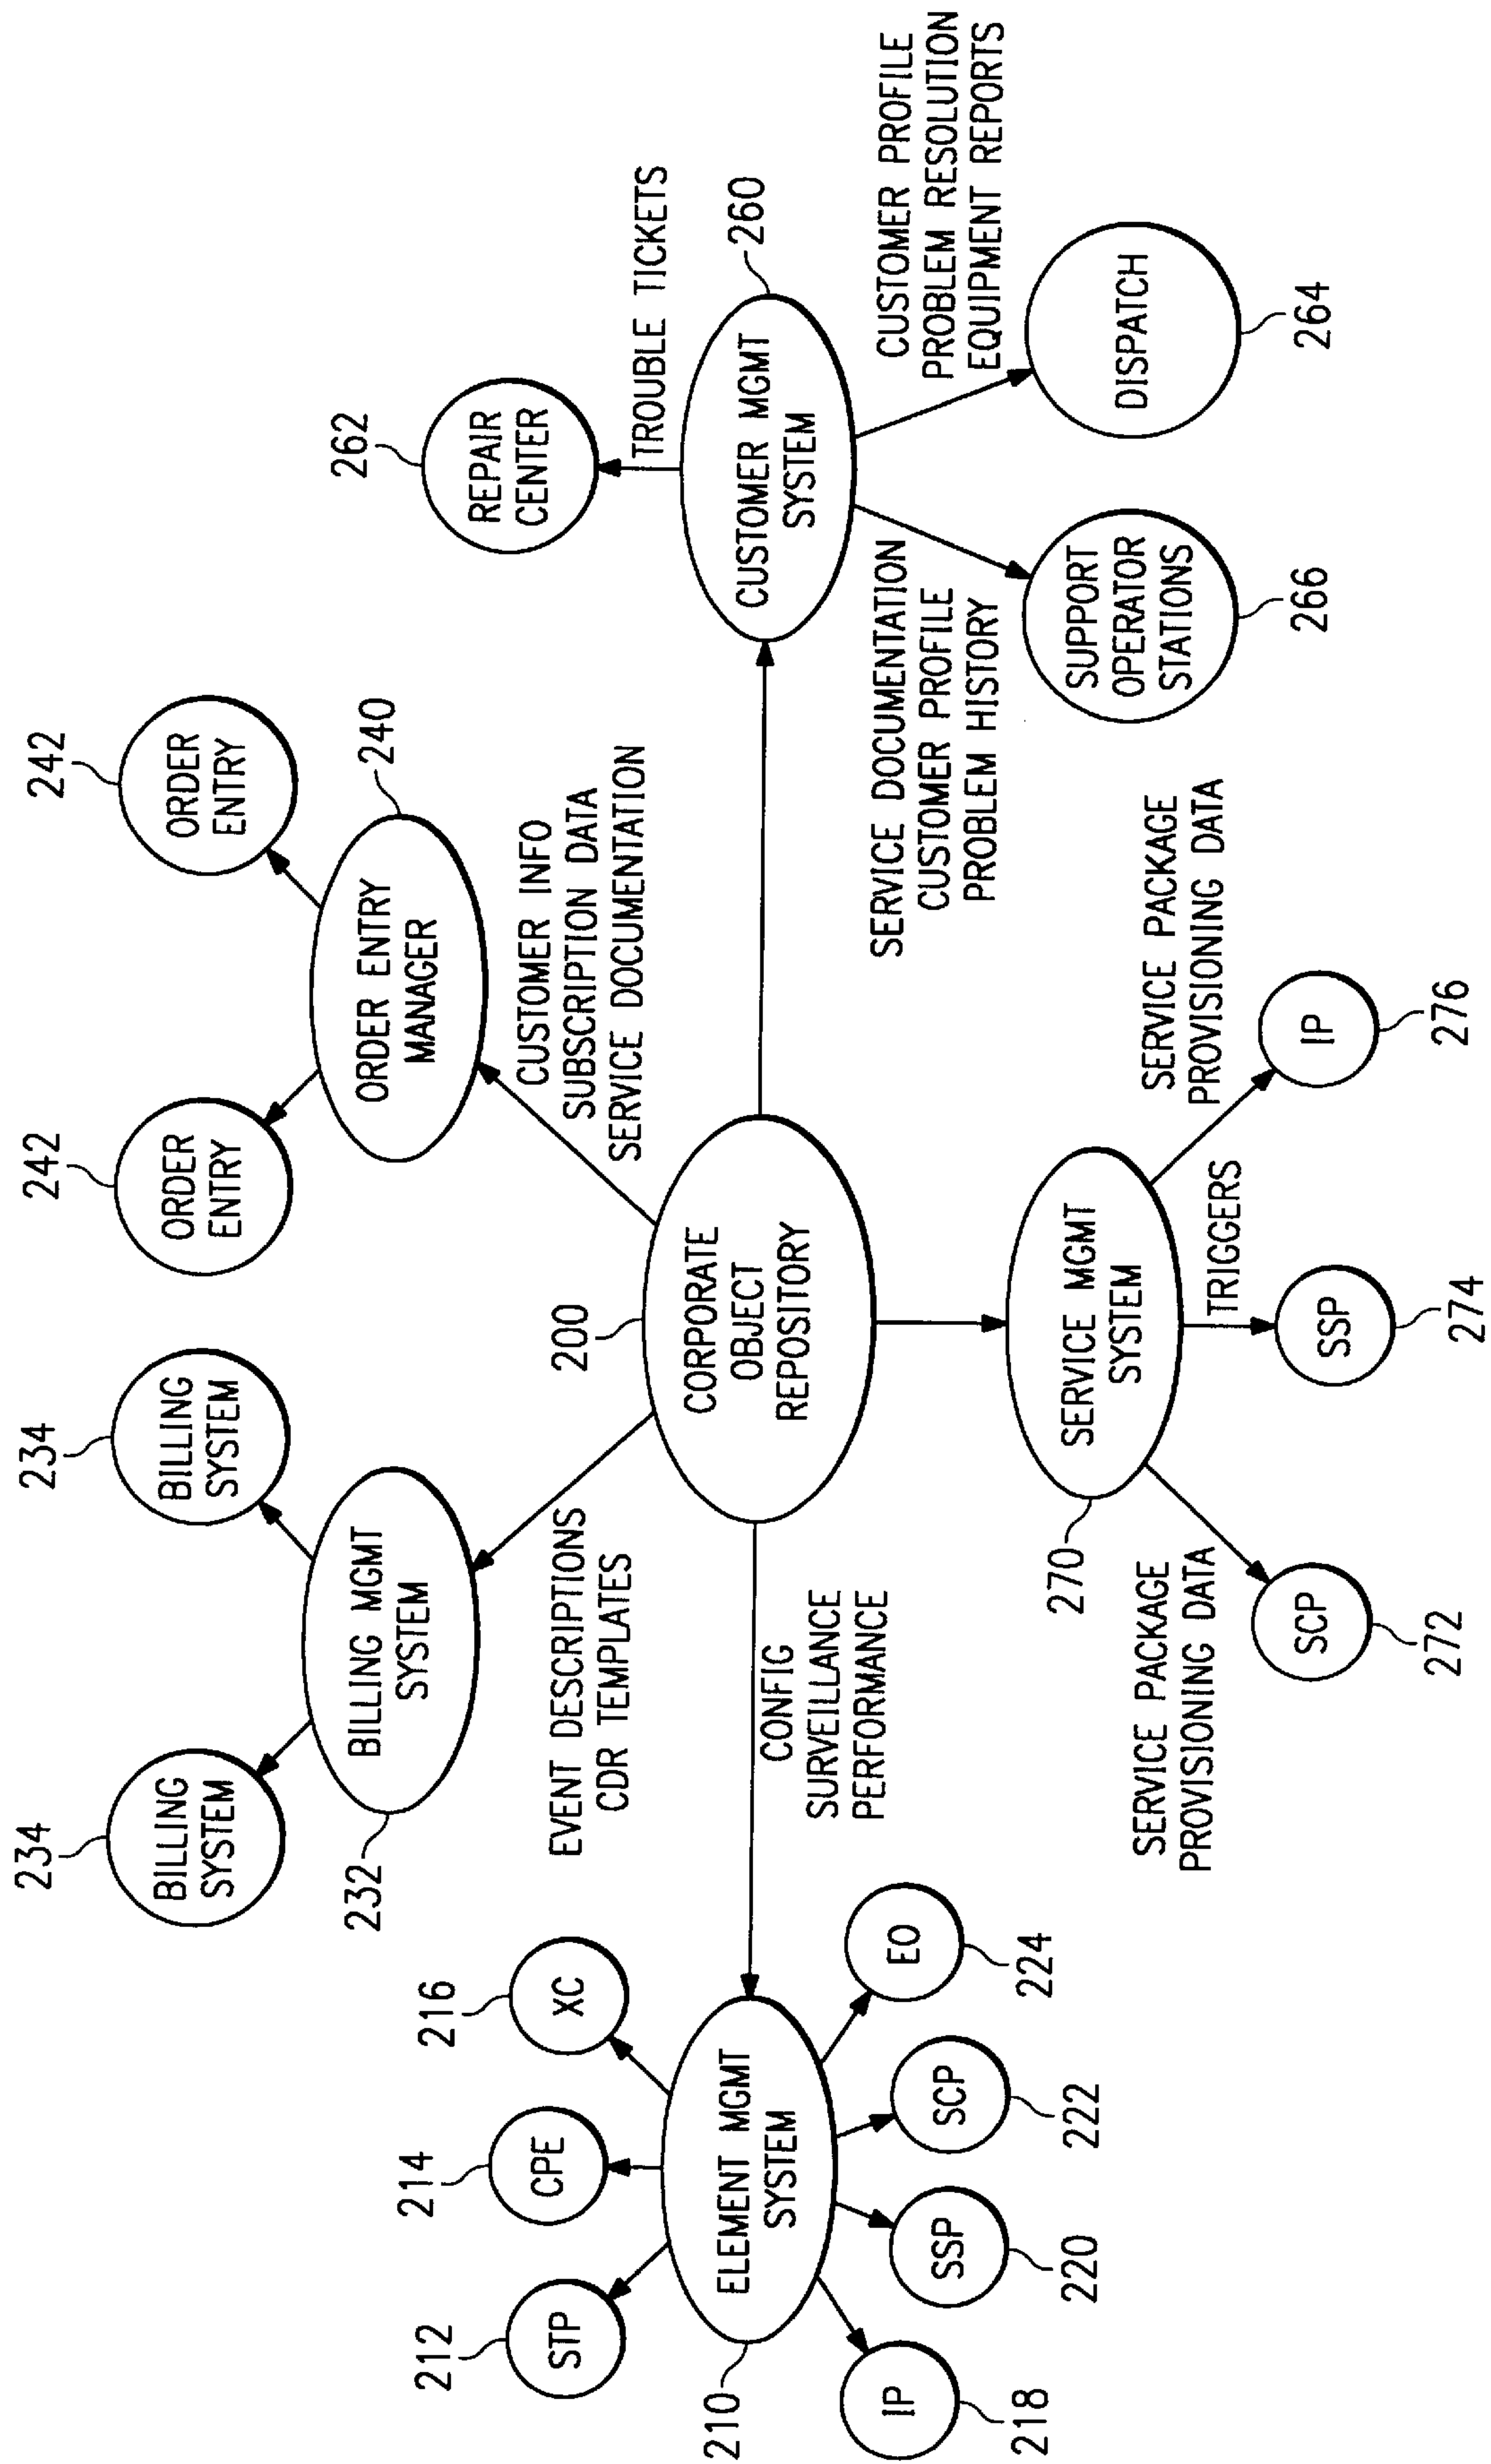 234
BILLING
SYSTEM
234
BILLING
SYSTEM
232
BILLING MGMT
SYSTEM
242
ORDER
ENTRY
242
ORDER
ENTRY
ORDER ENTRY
MANAGER
240
262
REPAIR
CENTER
TROUBLE TICKETS
EVENT DESCRIPTIONS
CDR TEMPLATES
CUSTOMER INFO
SUBSCRIPTION DATA
SERVICE DOCUMENTATION
212
STP
214
CPE
216
XC
210
ELEMENT MGMT
SYSTEM
CONFIG
SURVEILLANCE
PERFORMANCE
200
CORPORATE
OBJECT
REPOSITORY
CUSTOMER MGMT
SYSTEM
260
IP
218
SSP
220
SCP
222
EO
224
270
SERVICE MGMT
SYSTEM
SERVICE PACKAGE
PROVISIONING DATA
SCP
272
TRIGGERS
SSP
274
SERVICE PACKAGE
PROVISIONING DATA
IP
276
SERVICE DOCUMENTATION
CUSTOMER PROFILE
PROBLEM HISTORY
SUPPORT
OPERATOR
STATIONS
266
CUSTOMER PROFILE
PROBLEM RESOLUTION
EQUIPMENT REPORTS
DISPATCH
264